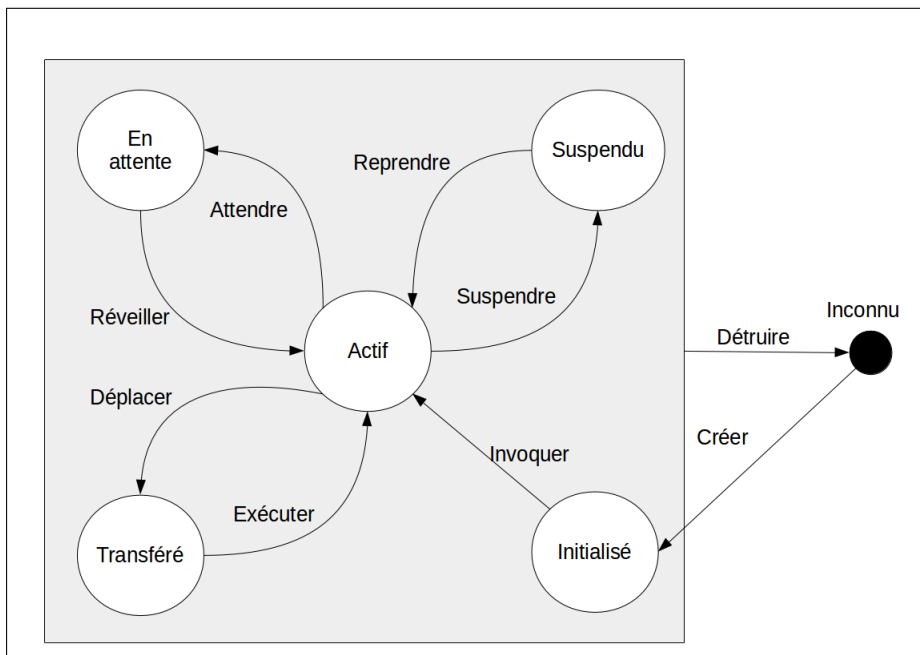 En
attente
Suspendu
Reprendre
Attendre
Suspendre
Réveiller
Inconnu
Actif
Détruire
Déplacer
Créer
Invoquer
Exécuter
Transféré
Initialisé